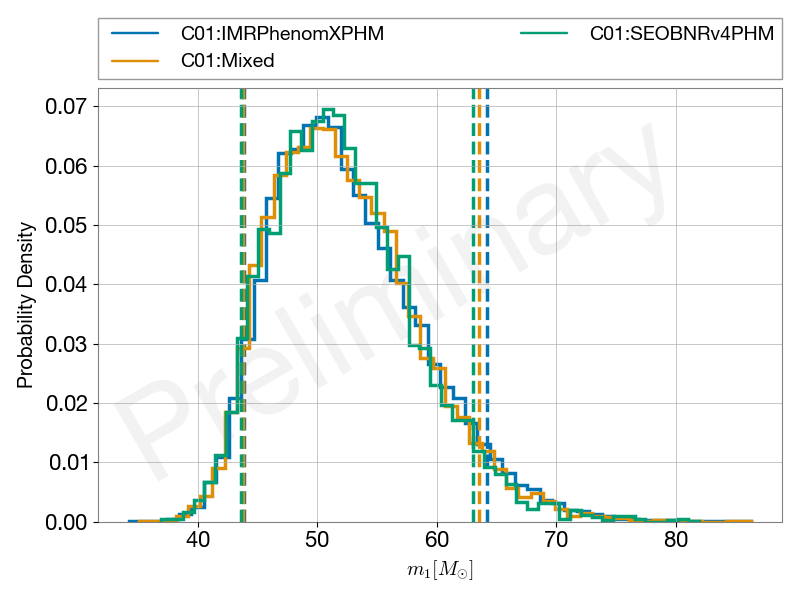 C01:IMRPhenomXPHM
C01:SEOBNRv4PHM
C01:Mixed
0.07
0.06
0.05
0.04
0.03
0.02
0.01
0.00
Probability Density
Preliminary
40 50 60 70 80
m₁[M☉]